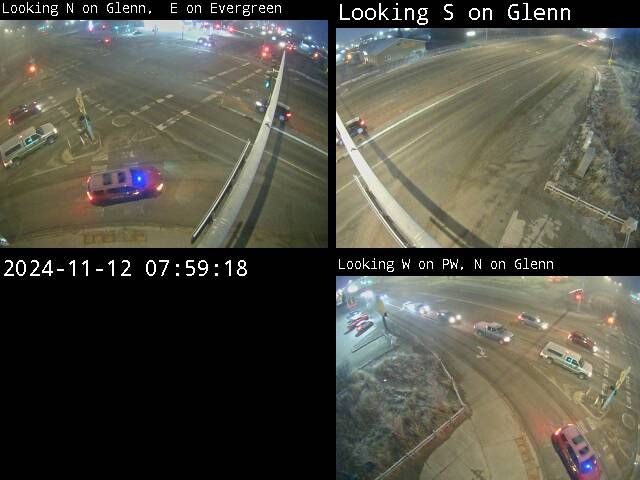 Looking N on Glenn,  E on Evergreen
Looking S on Glenn
2024-11-12 07:59:18
Looking W on PW, N on Glenn